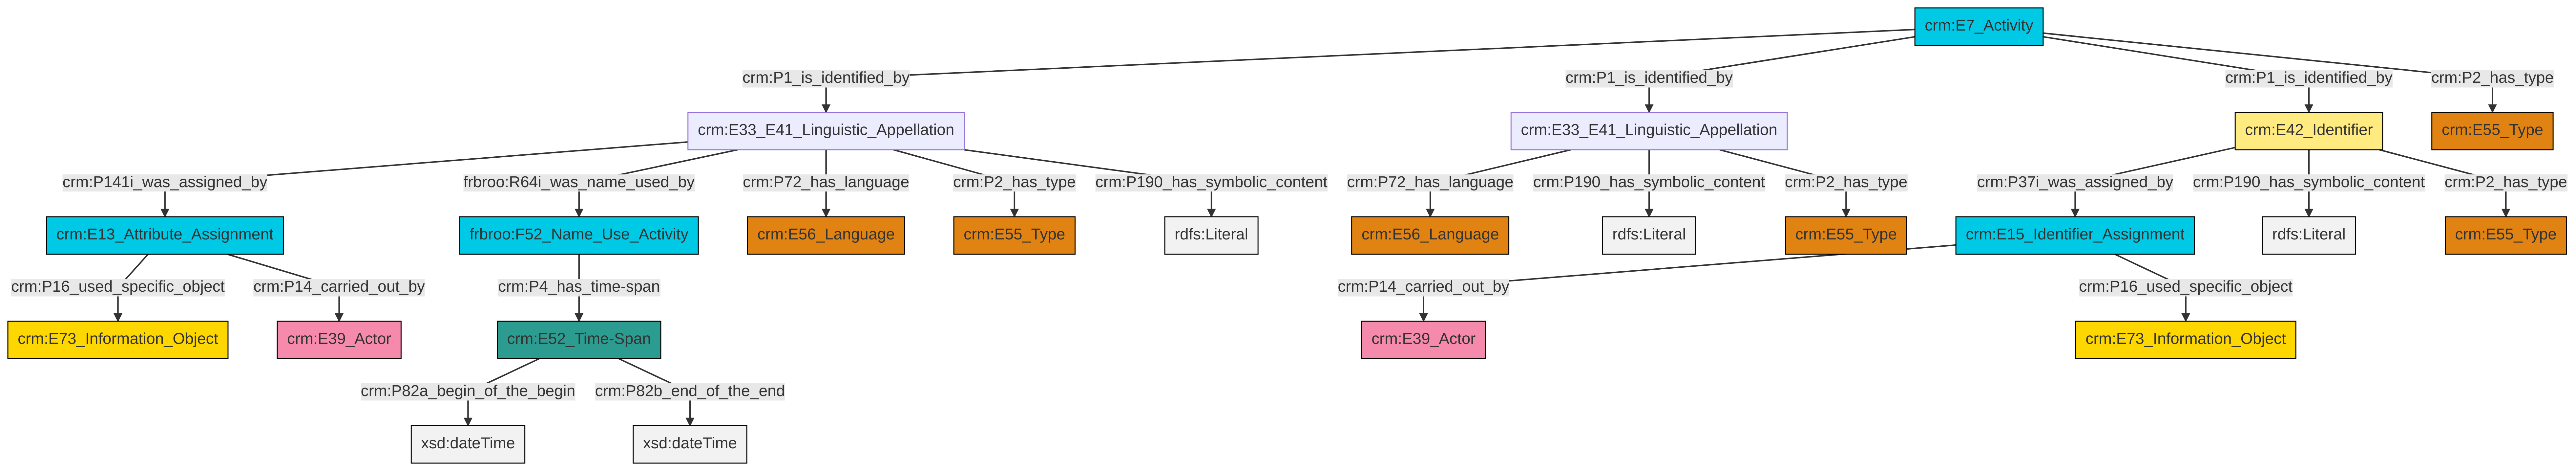 crm:E7_Activity
crm:P1_is_identified_by
crm:P1_is_identified_by
crm:P1_is_identified_by
crm:P2_has_type
crm:E33_E41_Linguistic_Appellation
crm:E33_E41_Linguistic_Appellation
crm:E42_Identifier
crm:E55_Type
crm:P141i_was_assigned_by
frbroo:R64i_was_name_used_by
crm:P72_has_language
crm:P2_has_type
crm:P190_has_symbolic_content
crm:P72_has_language
crm:P190_has_symbolic_content
crm:P2_has_type
crm:P37i_was_assigned_by
crm:P190_has_symbolic_content
crm:P2_has_type
crm:E13_Attribute_Assignment
frbroo:F52_Name_Use_Activity
crm:E56_Language
crm:E55_Type
rdfs:Literal
crm:E56_Language
rdfs:Literal
crm:E55_Type
crm:E15_Identifier_Assignment
rdfs:Literal
crm:E55_Type
crm:P16_used_specific_object
crm:P14_carried_out_by
crm:P4_has_time-span
crm:P14_carried_out_by
crm:P16_used_specific_object
crm:E73_Information_Object
crm:E39_Actor
crm:E52_Time-Span
crm:E39_Actor
crm:E73_Information_Object
crm:P82a_begin_of_the_begin
crm:P82b_end_of_the_end
xsd:dateTime
xsd:dateTime